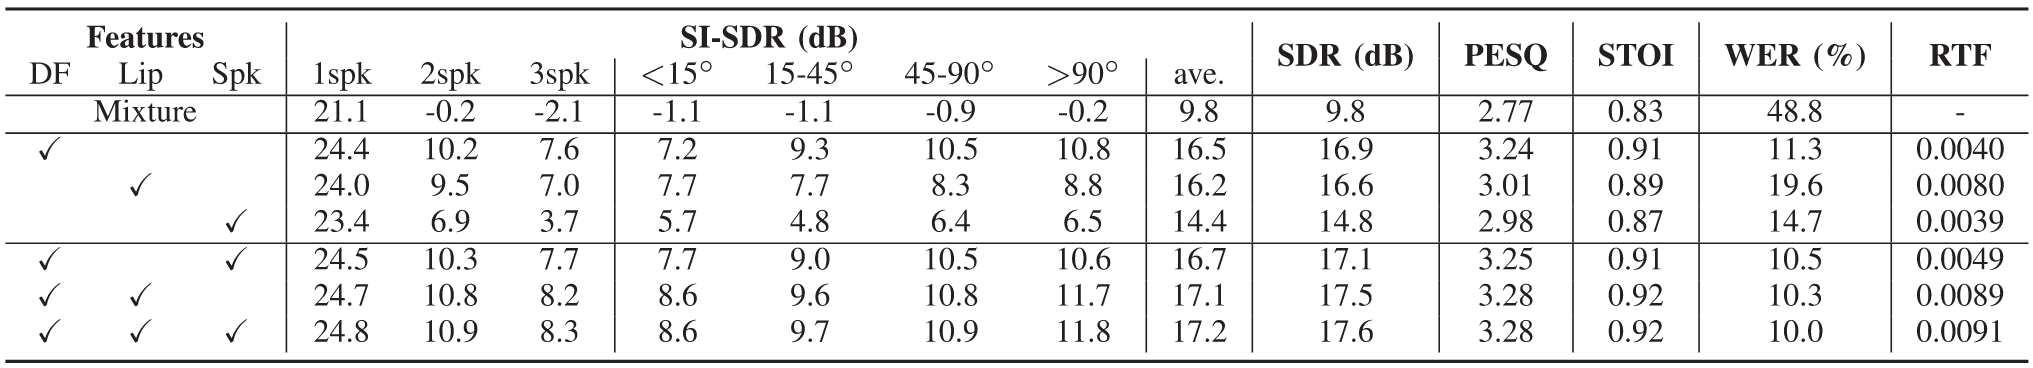 Features SI-SDR (dB) SDR (dB) PESQ STOI WER (%) RTF
DF Lip Spk 1spk 2spk 3spk <15° 15-45° 45-90° >90° ave.
Mixture 21.1 -0.2 -2.1 -1.1 -1.1 -0.9 -0.2 9.8 9.8 2.77 0.83 48.8 -
✓ 24.4 10.2 7.6 7.2 9.3 10.5 10.8 16.5 16.9 3.24 0.91 11.3 0.0040
✓ 24.0 9.5 7.0 7.7 7.7 8.3 8.8 16.2 16.6 3.01 0.89 19.6 0.0080
✓ 23.4 6.9 3.7 5.7 4.8 6.4 6.5 14.4 14.8 2.98 0.87 14.7 0.0039
✓ ✓ 24.5 10.3 7.7 7.7 9.0 10.5 10.6 16.7 17.1 3.25 0.91 10.5 0.0049
✓ ✓ 24.7 10.8 8.2 8.6 9.6 10.8 11.7 17.1 17.5 3.28 0.92 10.3 0.0089
✓ ✓ ✓ 24.8 10.9 8.3 8.6 9.7 10.9 11.8 17.2 17.6 3.28 0.92 10.0 0.0091